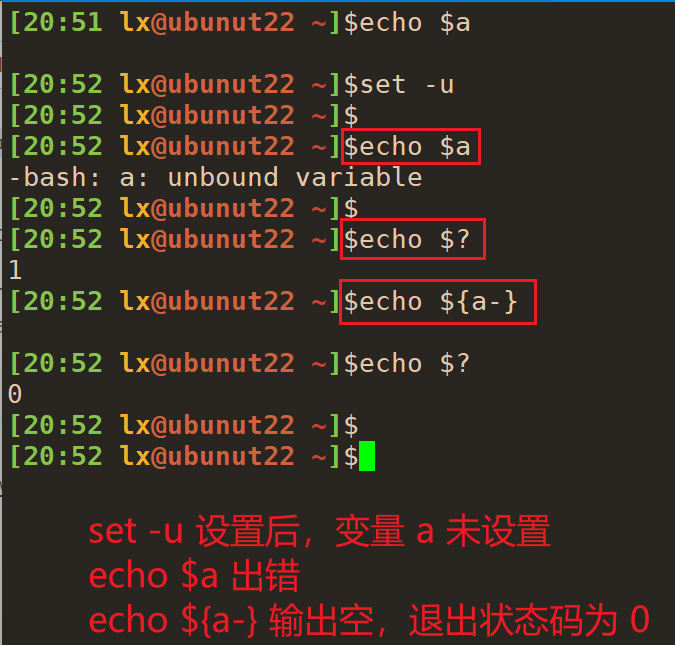 [20:51 lx@ubunut22 ~]$echo $a
[20:52 lx@ubunut22 ~]$set -u
[20:52 lx@ubunut22 ~]$
[20:52 lx@ubunut22 ~]$echo $a
-bash: a: unbound variable
[20:52 lx@ubunut22 ~]$
[20:52 lx@ubunut22 ~]$echo $?
1
[20:52 lx@ubunut22 ~]$echo ${a-}
[20:52 lx@ubunut22 ~]$echo $?
0
[20:52 lx@ubunut22 ~]$
[20:52 lx@ubunut22 ~]$
set -u 设置后，变量 a 未设置
echo $a 出错
echo ${a-} 输出空，退出状态码为 0